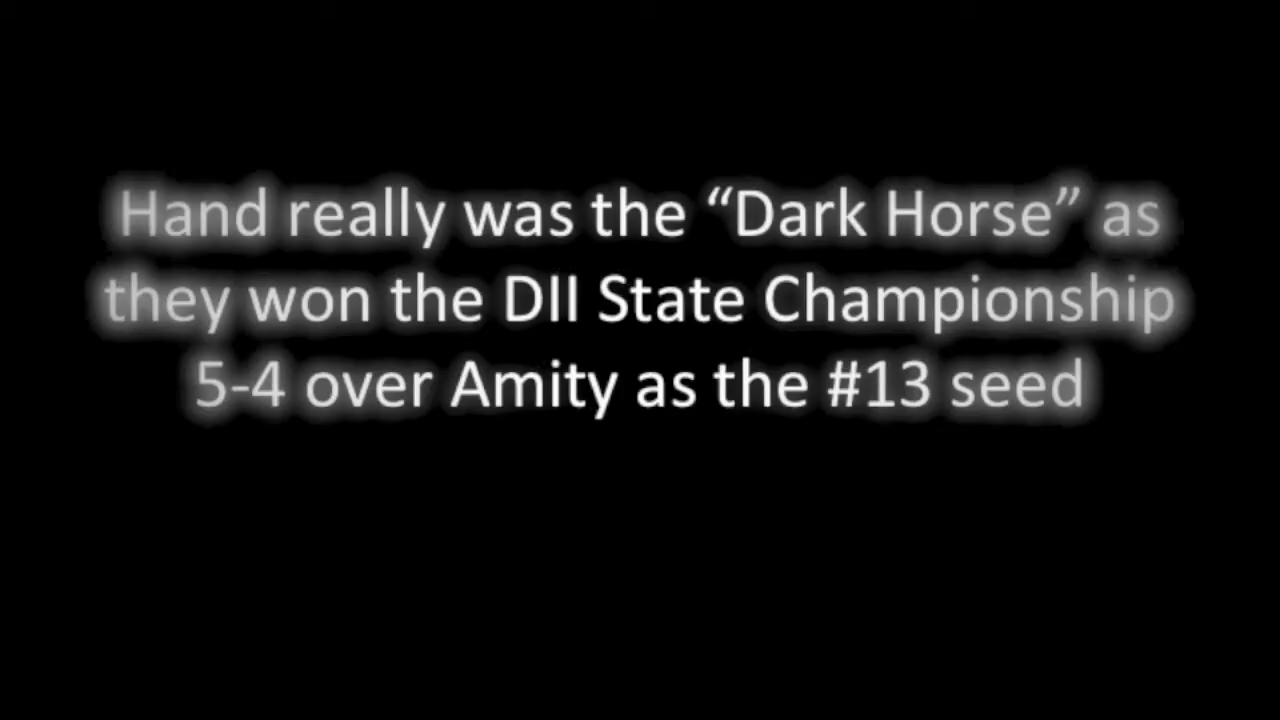 Hand really was the “Dark Horse” as
they won the DII State Championship
5-4 over Amity as the #13 seed